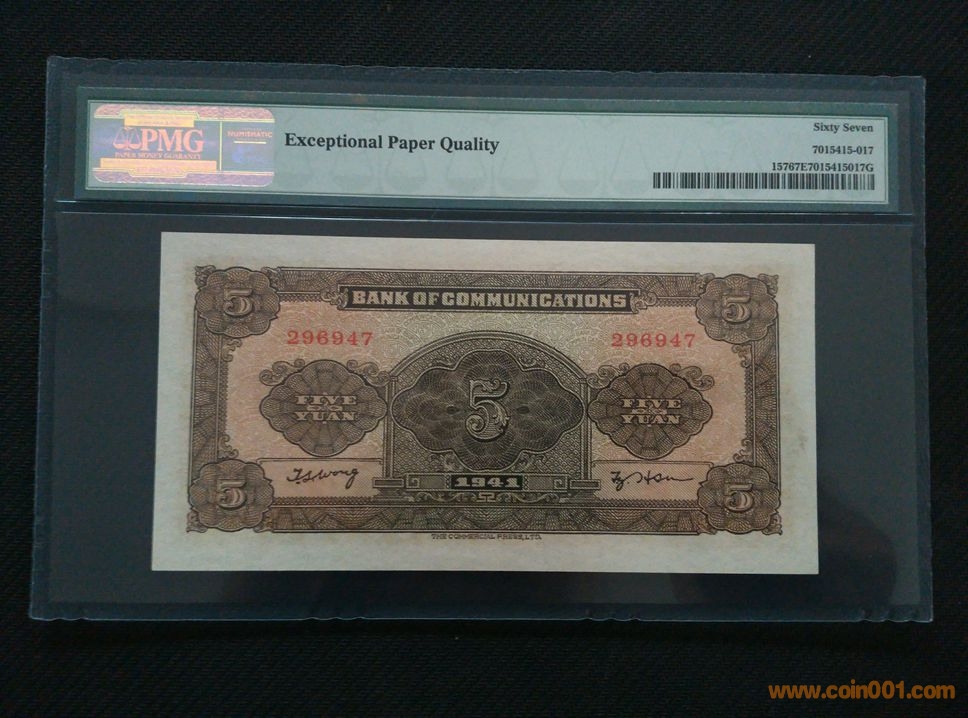 PMG
PAPER MONEY GUARANTY
NUMISMATIC
Exceptional Paper Quality
Sixty Seven
7015415-017
15767E7015415017G
5 BANK OF COMMUNICATIONS 5
296947 296947
FIVE YUAN
5
FIVE YUAN
T.S. Wong
1941
5 5
THE COMMERCIAL PRESS, LTD.
www.coin001.com